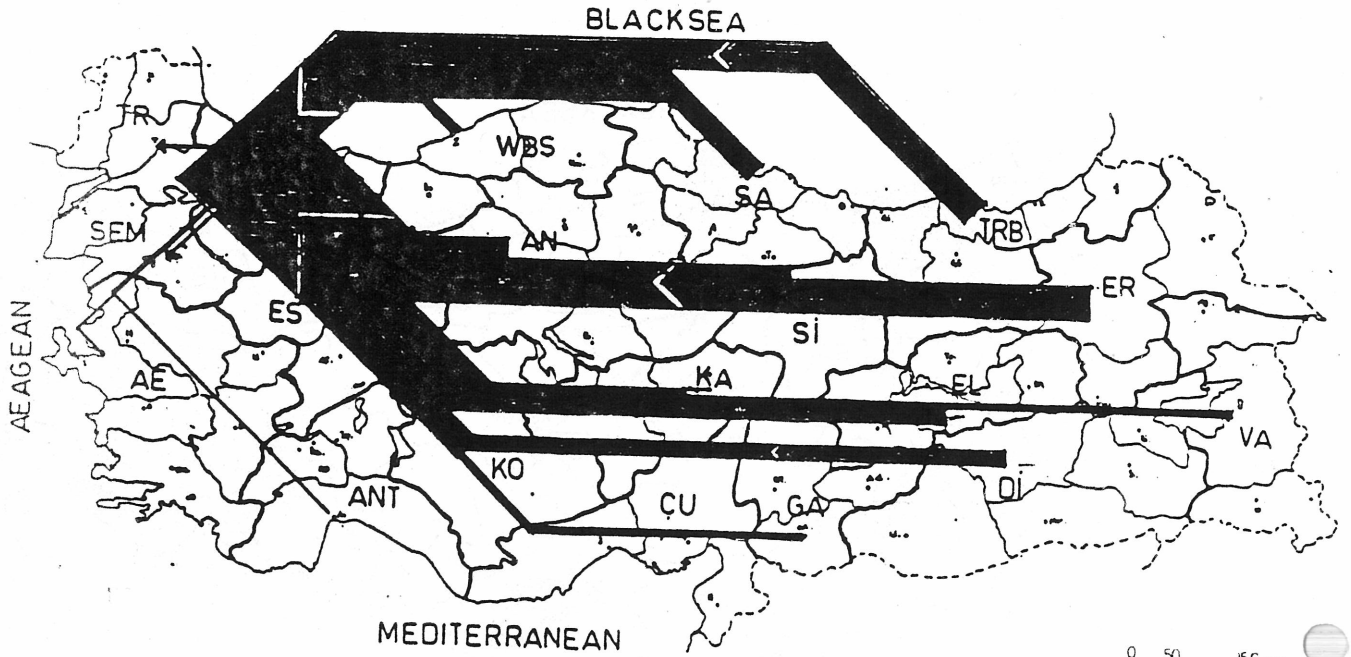 BLACKSEA
TR
WBS
SA
TRB
SEM
AN
ER
ES
Sİ
AEAGEAN
AE
KA
EL
VA
KO
Dİ
ANT
ÇU
GA
MEDITERRANEAN
0 50